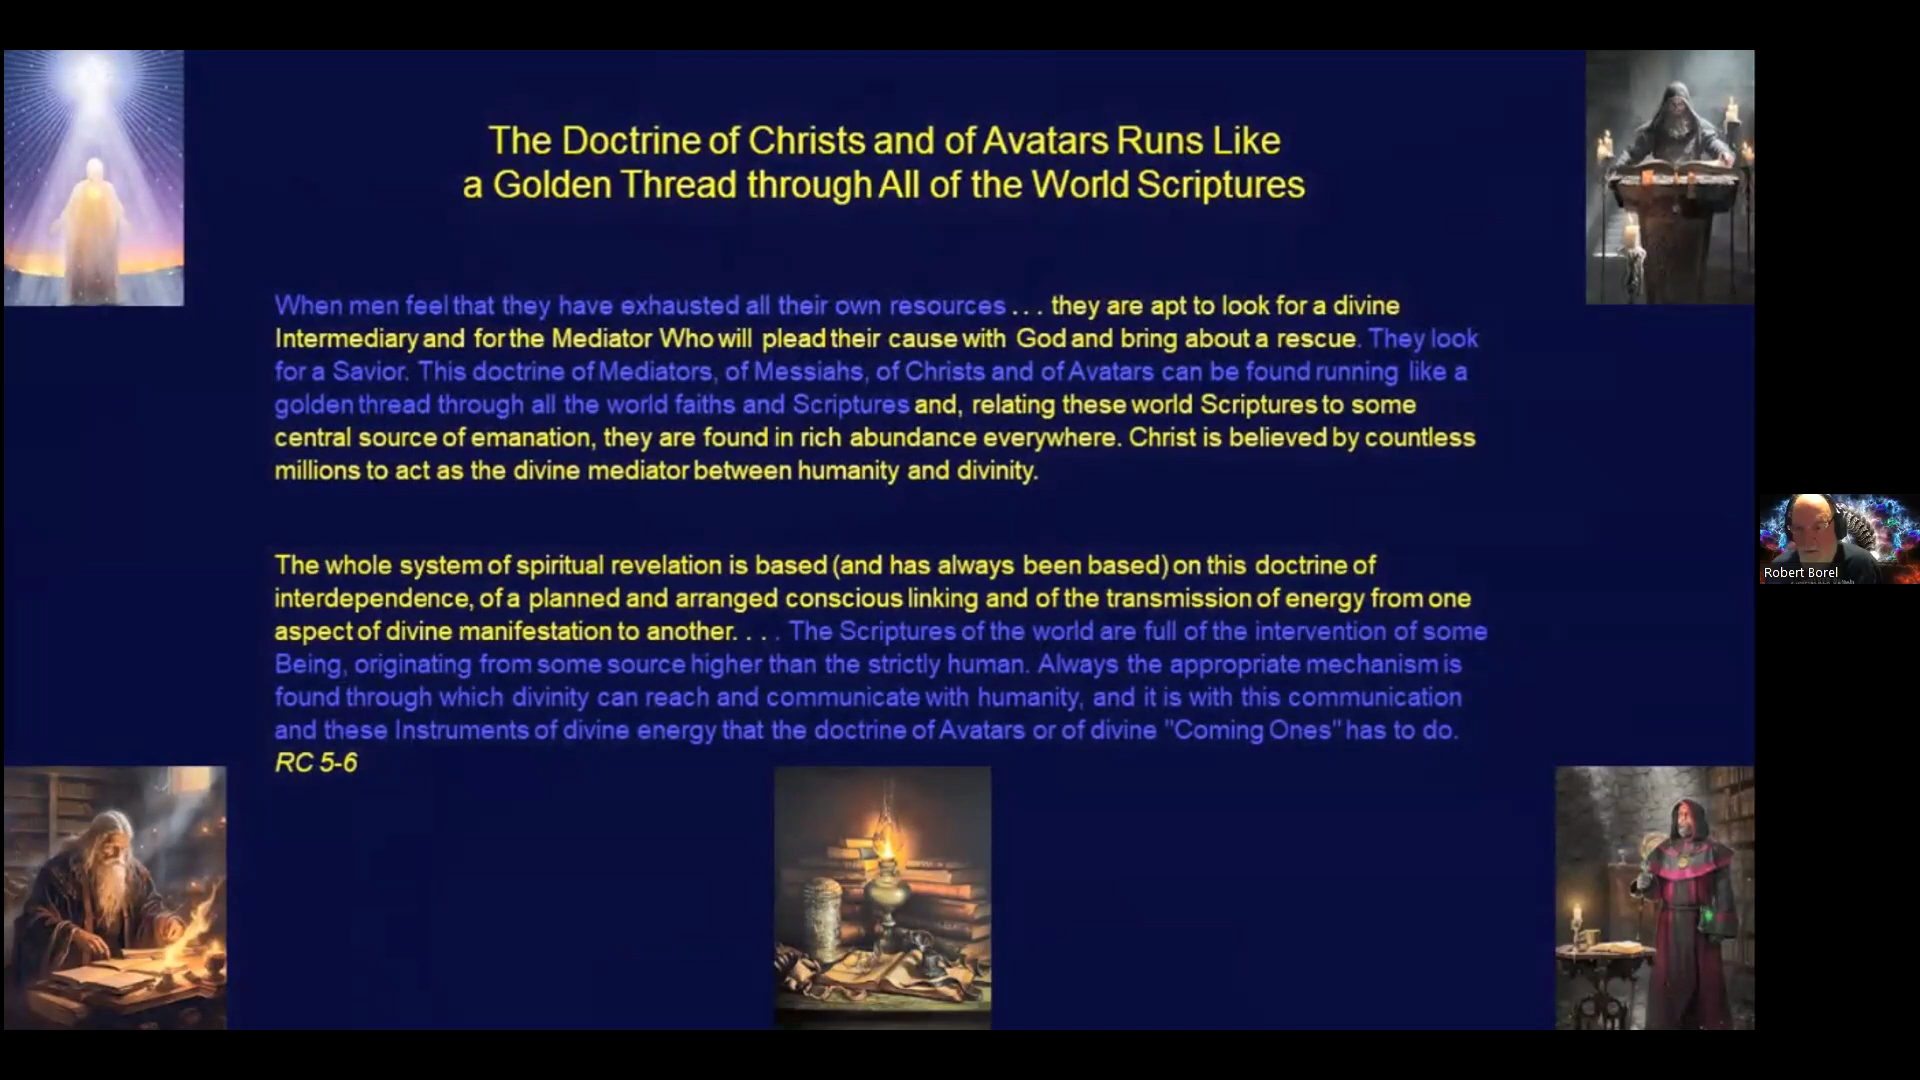 The Doctrine of Christs and of Avatars Runs Like
a Golden Thread through All of the World Scriptures
When men feel that they have exhausted all their own resources . . . they are apt to look for a divine
Intermediary and for the Mediator Who will plead their cause with God and bring about a rescue. They look
for a Savior. This doctrine of Mediators, of Messiahs, of Christs and of Avatars can be found running like a
golden thread through all the world faiths and Scriptures and, relating these world Scriptures to some
central source of emanation, they are found in rich abundance everywhere. Christ is believed by countless
millions to act as the divine mediator between humanity and divinity.
The whole system of spiritual revelation is based (and has always been based) on this doctrine of
interdependence, of a planned and arranged conscious linking and of the transmission of energy from one
aspect of divine manifestation to another. . . . The Scriptures of the world are full of the intervention of some
Being, originating from some source higher than the strictly human. Always the appropriate mechanism is
found through which divinity can reach and communicate with humanity, and it is with this communication
and these Instruments of divine energy that the doctrine of Avatars or of divine "Coming Ones" has to do.
RC 5-6
Robert Borel